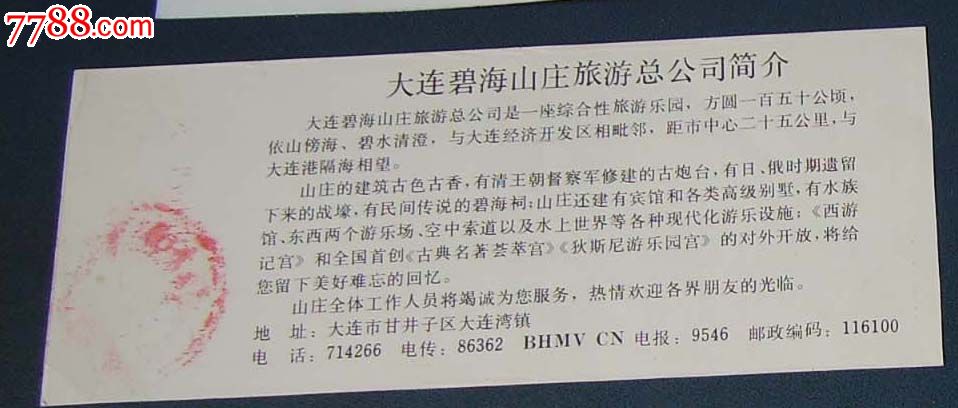 7788.com
大连碧海山庄旅游总公司简介
大连碧海山庄旅游总公司是一座综合性旅游乐园，方圆一百五十公顷，
依山傍海、碧水清澄，与大连经济开发区相毗邻，距市中心二十五公里，与
大连港隔海相望。
山庄的建筑古色古香，有清王朝督察军修建的古炮台，有日、俄时期遗留
下来的战壕，有民间传说的碧海祠；山庄还建有宾馆和各类高级别墅，有水族
馆、东西两个游乐场、空中索道以及水上世界等各种现代化游乐设施；《西游
记宫》和全国首创《古典名著荟萃宫》《狄斯尼游乐园宫》的对外开放，将给
您留下美好难忘的回忆。
山庄全体工作人员将竭诚为您服务，热情欢迎各界朋友的光临。
地 址：大连市甘井子区大连湾镇
电 话：714266 电传：86362 BHMV CN 电报：9546 邮政编码：116100